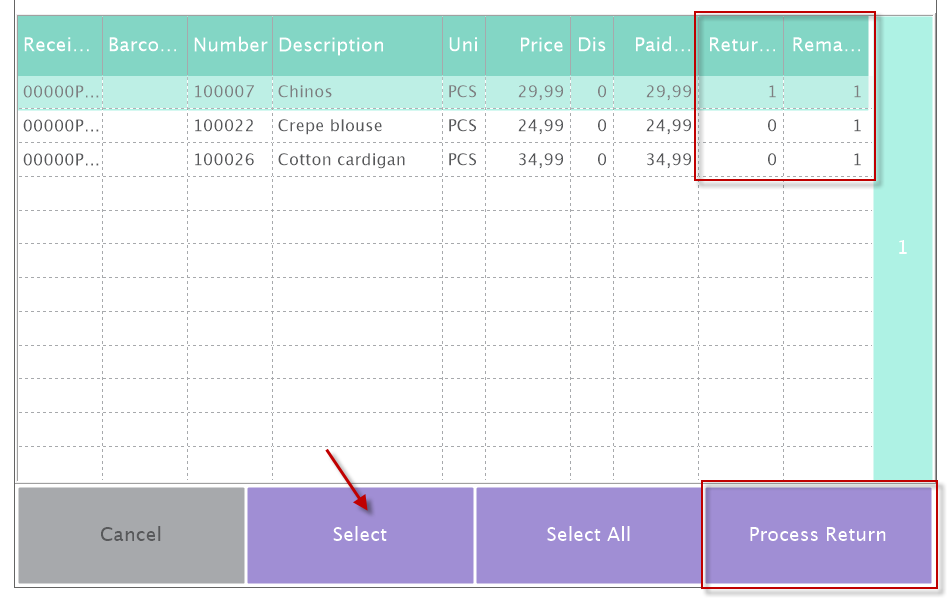 Recei... Barco... Number Description Uni Price Dis Paid... Retur... Rema...
00000P... 100007 Chinos PCS 29,99 0 29,99 1 1
00000P... 100022 Crepe blouse PCS 24,99 0 24,99 0 1
00000P... 100026 Cotton cardigan PCS 34,99 0 34,99 0 1
1
Cancel Select Select All Process Return